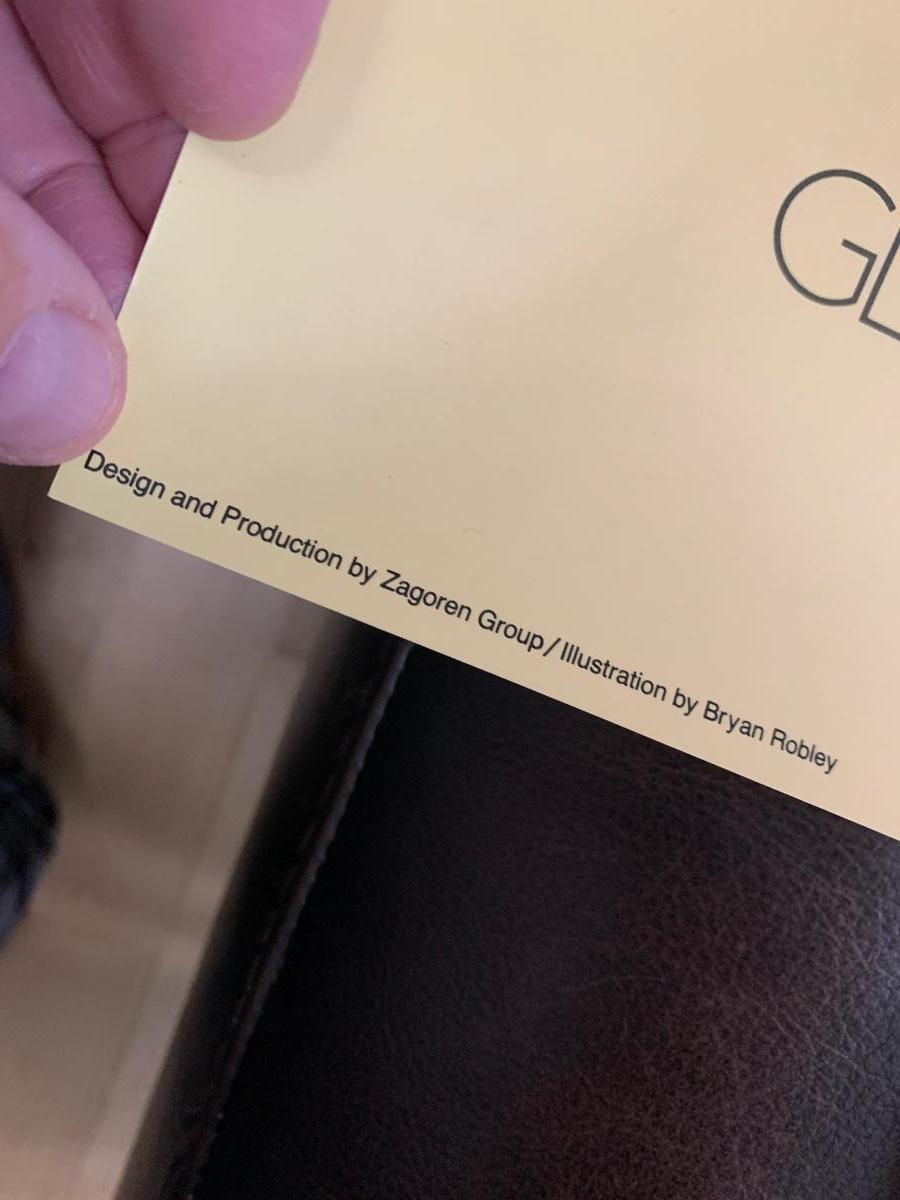 G
Design and Production by Zagoren Group/Illustration by Bryan Robley